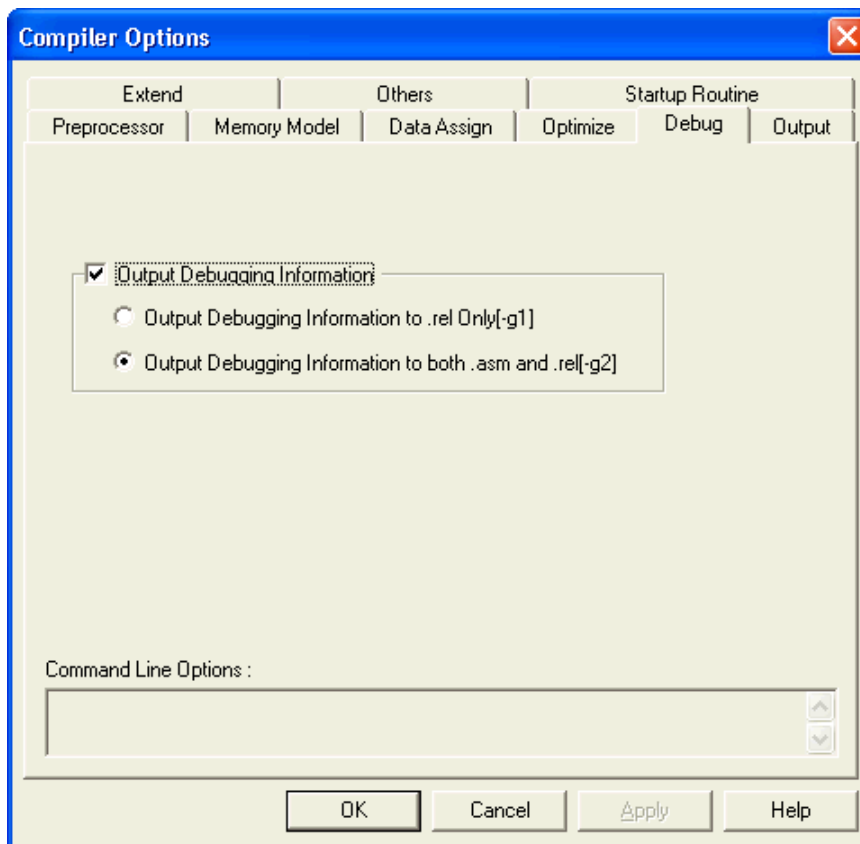 Compiler Options
Extend Others Startup Routine
Preprocessor Memory Model Data Assign Optimize Debug Output
Output Debugging Information
Output Debugging Information to .rel Only[-g1]
Output Debugging Information to both .asm and .rel[-g2]
Command Line Options :
OK Cancel Apply Help